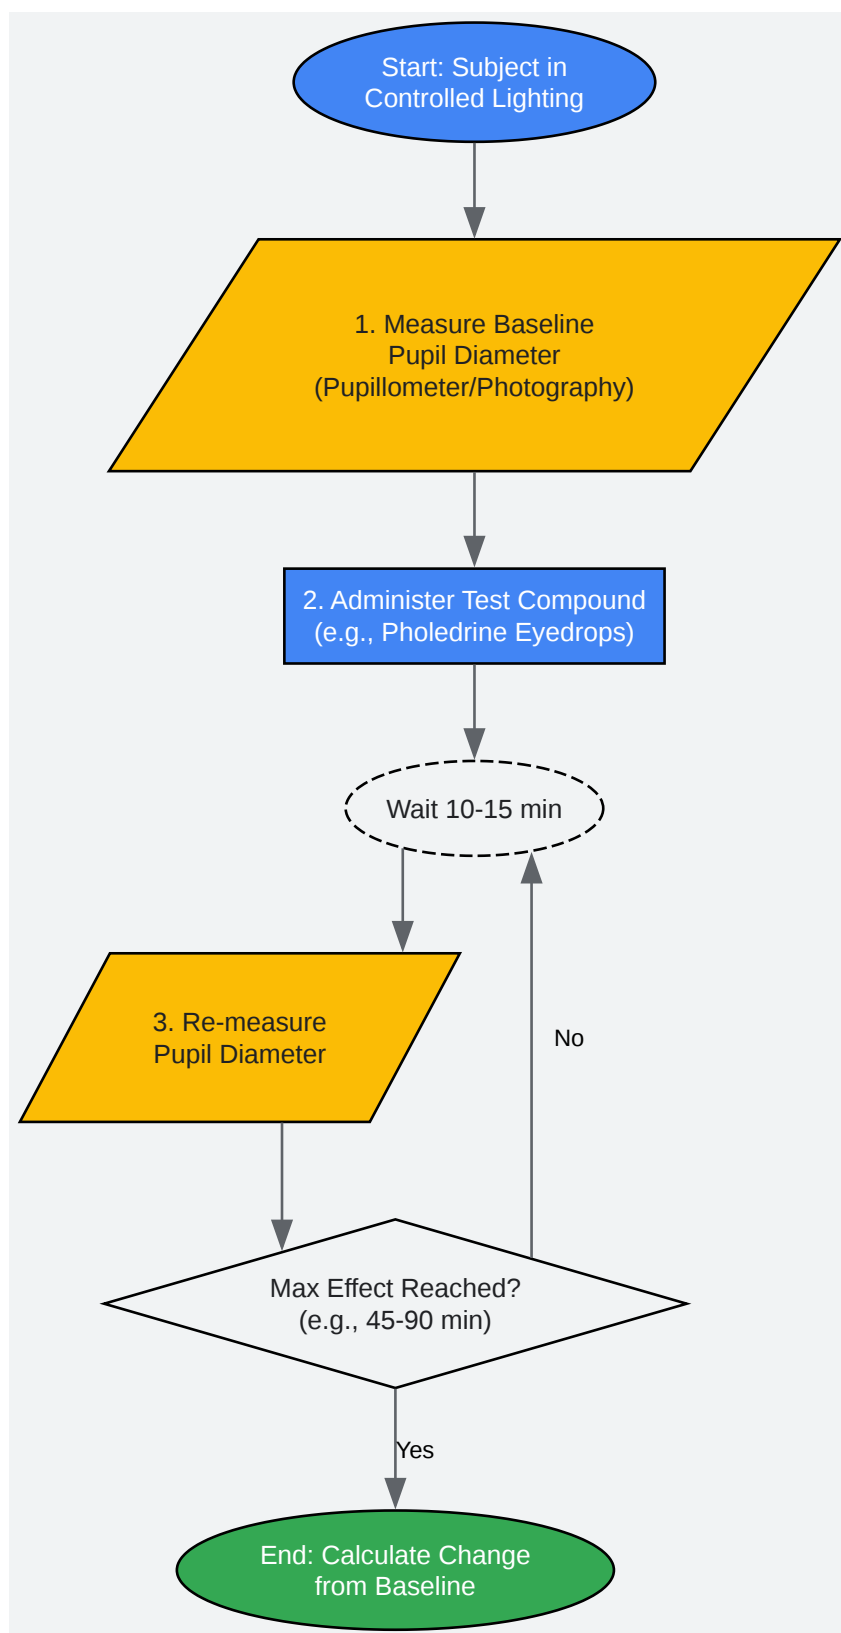 Start: Subject in
Controlled Lighting
1. Measure Baseline
Pupil Diameter
(Pupillometer/Photography)
2. Administer Test Compound
(e.g., Pholedrine Eyedrops)
Wait 10-15 min
3. Re-measure
Pupil Diameter
No
Max Effect Reached?
(e.g., 45-90 min)
Yes
End: Calculate Change
from Baseline